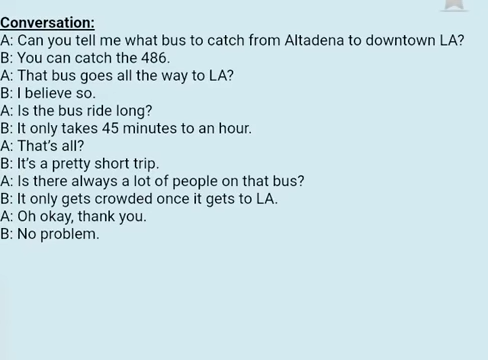 Conversation:
A: Can you tell me what bus to catch from Altadena to downtown LA?
B: You can catch the 486.
A: That bus goes all the way to LA?
B: I believe so.
A: Is the bus ride long?
B: It only takes 45 minutes to an hour.
A: That's all?
B: It's a pretty short trip.
A: Is there always a lot of people on that bus?
B: It only gets crowded once it gets to LA.
A: Oh okay, thank you.
B: No problem.